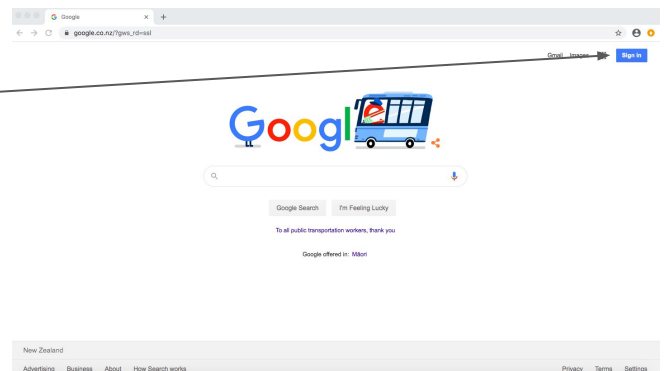 Google
google.co.nz/?gws_rd=ssl
Gmail Images Sign in
Google
Google Search I'm Feeling Lucky
To all public transportation workers, thank you
Google offered in: Māori
New Zealand
Advertising Business About How Search works Privacy Terms Settings